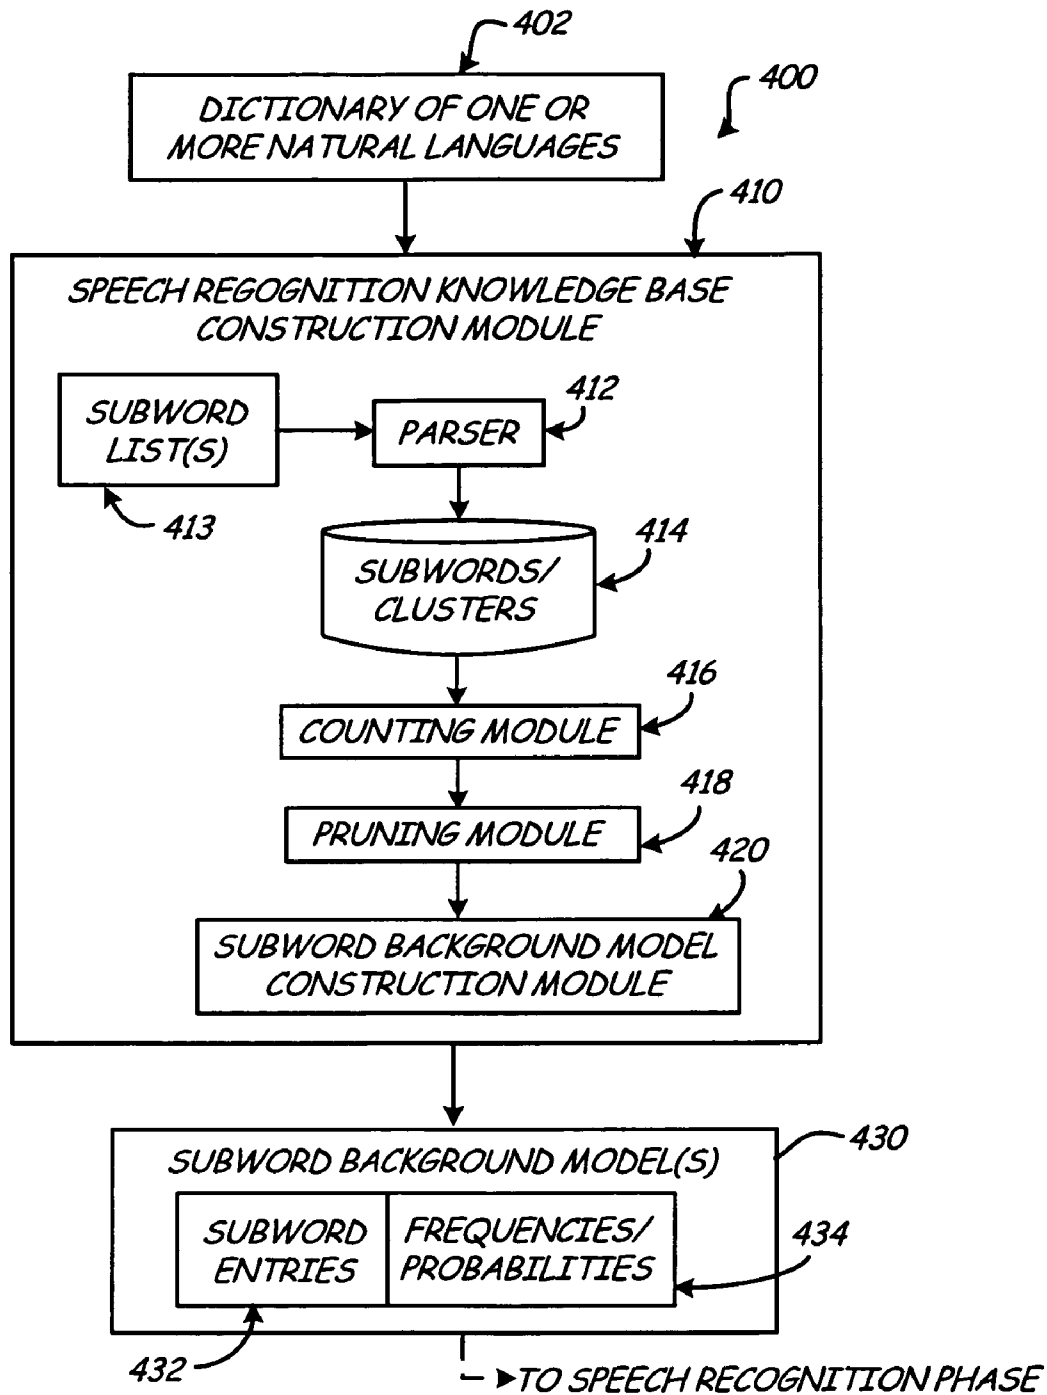 402
400
DICTIONARY OF ONE OR
MORE NATURAL LANGUAGES
410
SPEECH REGOGNITION KNOWLEDGE BASE
CONSTRUCTION MODULE
412
SUBWORD
LIST(S)
PARSER
413
414
SUBWORDS/
CLUSTERS
416
COUNTING MODULE
418
PRUNING MODULE
420
SUBWORD BACKGROUND MODEL
CONSTRUCTION MODULE
430
SUBWORD BACKGROUND MODEL(S)
SUBWORD
ENTRIES
FREQUENCIES/
PROBABILITIES
434
432
TO SPEECH RECOGNITION PHASE